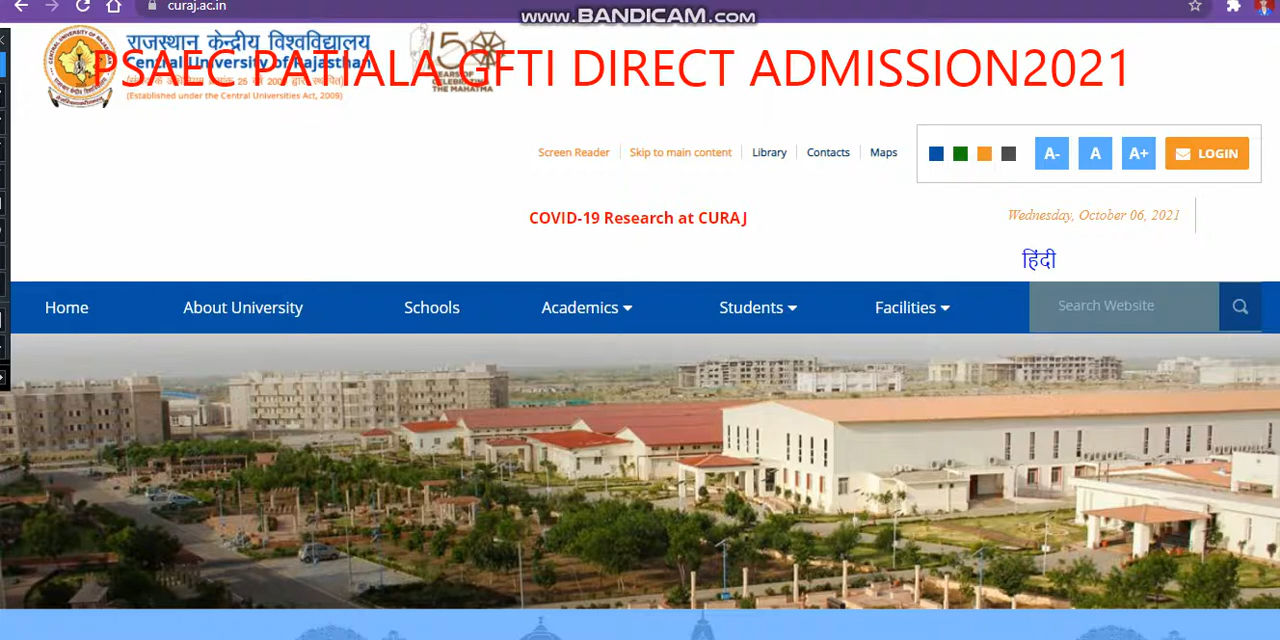 curaj.ac.in
www.BANDICAM.com
PSAEC PATIALA GFTI DIRECT ADMISSION2021
राजस्थान केन्द्रीय विश्वविद्यालय
Central University of Rajasthan
(Established under the Central Universities Act, 2009)
150
YEARS OF
CELEBRATING
THE MAHATMA
Screen Reader
Skip to main content
Library
Contacts
Maps
A-
A
A+
LOGIN
COVID-19 Research at CURAJ
Wednesday, October 06, 2021
हिंदी
Home
About University
Schools
Academics
Students
Facilities
Search Website